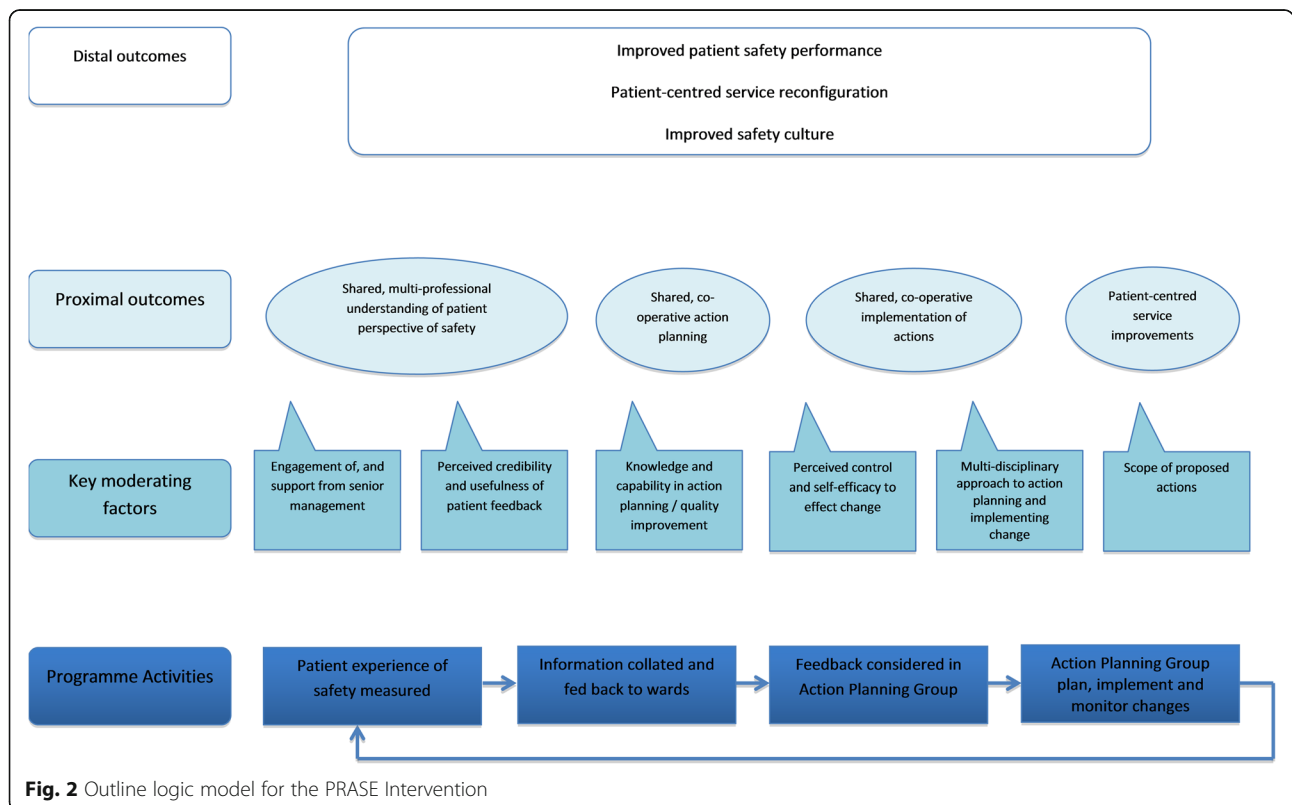 Distal outcomes
Improved patient safety performance
Patient-centred service reconfiguration
Improved safety culture
Proximal outcomes
Shared, multi-professional
understanding of patient
perspective of safety
Shared, co-
operative action
planning
Shared, co-operative
implementation of
actions
Patient-centred
service
improvements
Key moderating
factors
Engagement of, and
support from senior
management
Perceived credibility
and usefulness of
patient feedback
Knowledge and
capability in action
planning / quality
improvement
Perceived control
and self-efficacy to
effect change
Multi-disciplinary
approach to action
planning and
implementing
change
Scope of proposed
actions
Programme Activities
Patient experience of
safety measured
Information collated and
fed back to wards
Feedback considered in
Action Planning Group
Action Planning Group
plan, implement and
monitor changes
Fig. 2 Outline logic model for the PRASE Intervention